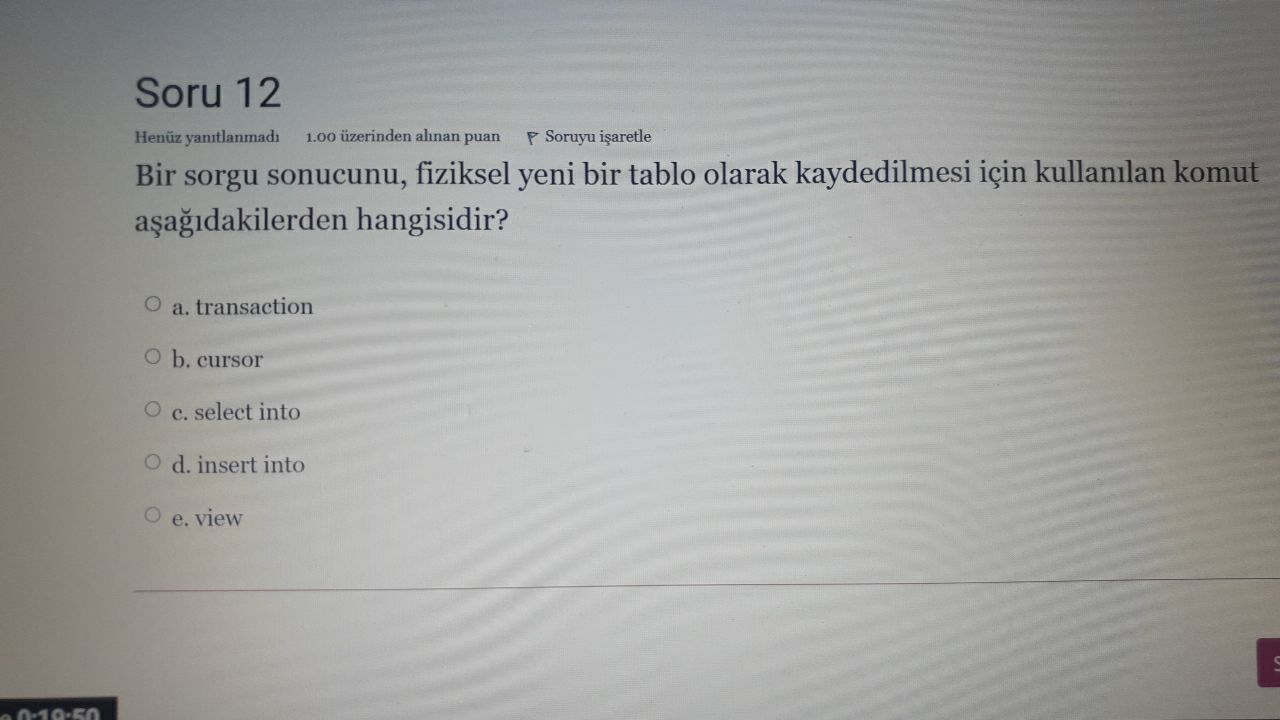 Soru 12
Henüz yanıtlanmadı 1.00 üzerinden alınan puan Soruyu işaretle
Bir sorgu sonucunu, fiziksel yeni bir tablo olarak kaydedilmesi için kullanılan komut
aşağıdakilerden hangisidir?
a. transaction
b. cursor
c. select into
d. insert into
e. view
0:19:50